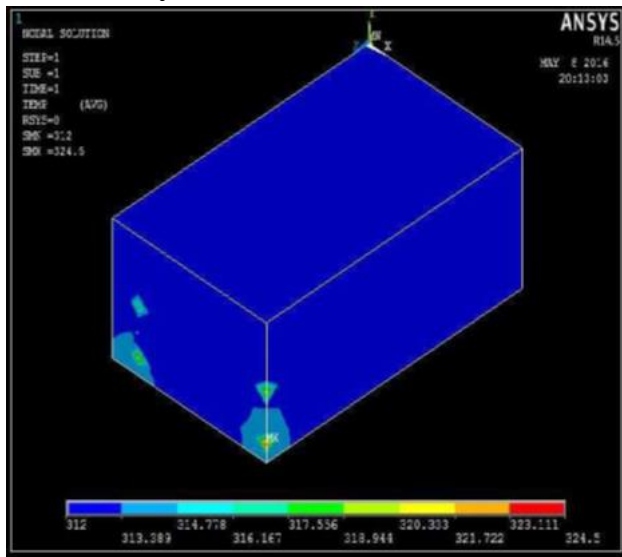 1
NODAL SOLUTION
STEP=1
SUB =1
TIME=1
TEMP (AVG)
RSYS=0
SMN =312
SMX =324.5
ANSYS
R14.5
MAY 8 2016
20:13:03
MN
X
MX
312
314.778
317.556
320.333
323.111
313.389
316.167
318.944
321.722
324.5